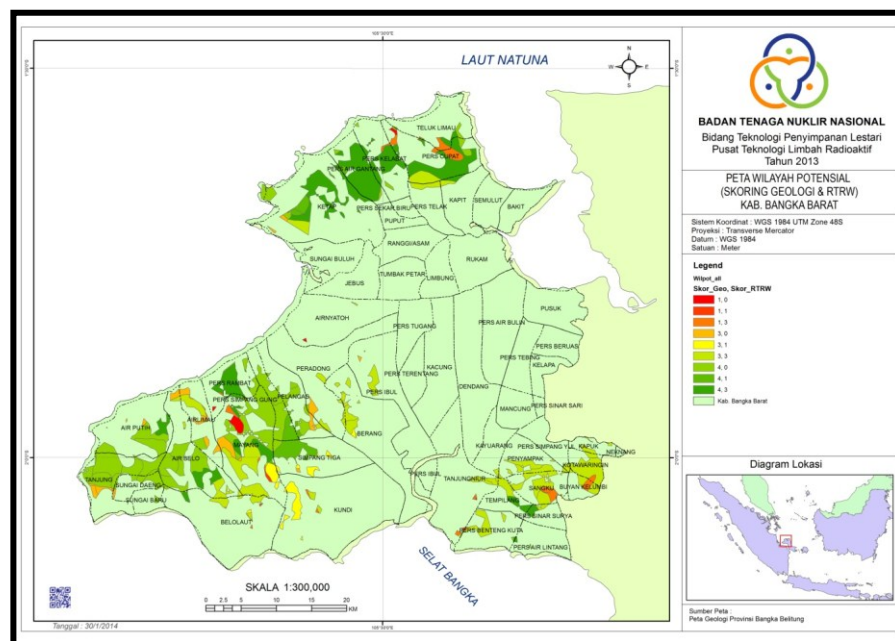 LAUT NATUNA
N
W
E
S
TELUK LIMAU
PERS CUPAT
PERS KELABAT
PERS AIR GANTANG
KETAP
PERS SEKAR BIRU
PERS TELAK
KAPIT
SEMULUT
BAKIT
PUPUT
RANGGI/ASAM
SUNGAI BULUH
RUKAM
TUMBAK PETAR
LIMBUNG
JEBUS
AIRNYATOH
PUSUK
PERS TUGANG
PERS AIR BULIN
PERS BERUAS
PERS TEBING
KELAPA
PERADONG
KACUNG
PERS TERENTANG
DENDANG
PERS RAMBAT
PERS SIMPANG GUNG
PELANGAS
PERS IBUL
MANCUNG
PERS SINAR SARI
AIR PUTIH
BERANG
MAYANG
KAYUARANG
PERS SIMPANG YUL
KAPUK
NEKNANG
AIR BELO
SIMPANG TIGA
PENYAMPAK
KOTAWARINGIN
TANJUNG
SUNGAI DAENG
PERS IBUL
TANJUNGNIUR
SANGKU
BUYAN KELUMBI
SUNGAI BARU
TEMPILANG
BELOLAUT
KUNDI
PERS SINAR SURYA
PERS BENTENG KUTA
PERS AIR LINTANG
SELAT BANGKA
SKALA 1:300,000
0 2.5 5 10 15 20
KM
Tanggal : 30/1/2014
BADAN TENAGA NUKLIR NASIONAL
Bidang Teknologi Penyimpanan Lestari
Pusat Teknologi Limbah Radioaktif
Tahun 2013
PETA WILAYAH POTENSIAL
(SKORING GEOLOGI & RTRW)
KAB. BANGKA BARAT
Sistem Koordinat : WGS 1984 UTM Zone 48S
Proyeksi : Transverse Mercator
Datum : WGS 1984
Satuan : Meter
Legend
Wilpot_all
Skor_Geo, Skor_RTRW
1, 0
1, 1
1, 3
3, 0
3, 1
3, 3
4, 0
4, 1
4, 3
Kab. Bangka Barat
Diagram Lokasi
Sumber Peta :
Peta Geologi Provinsi Bangka Belitung